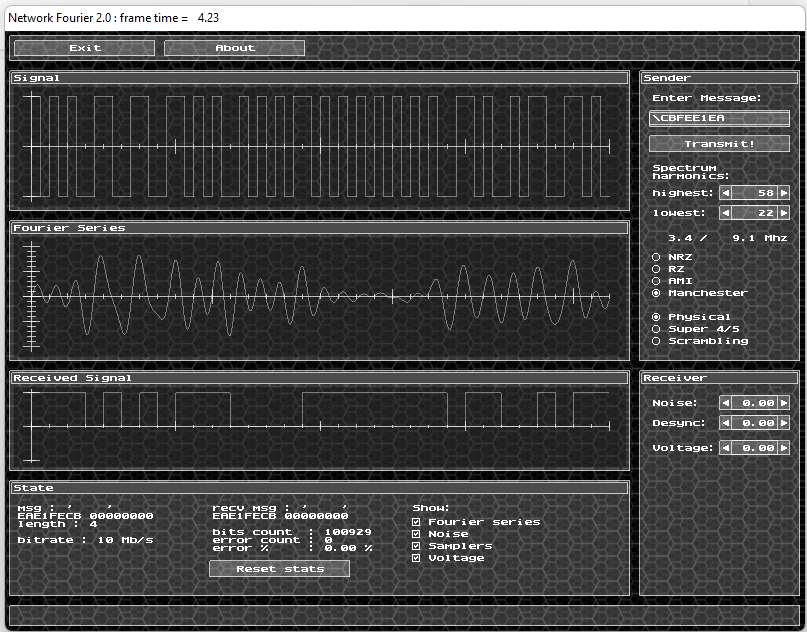 Network Fourier 2.0 : frame time =   4.23
Exit
About
Signal
Fourier Series
Received Signal
State
msg : '    '
EAE1FECB 00000000
length : 4
bitrate : 10 Mb/s
recv msg : '    '
EAE1FECB 00000000
bits count  : 100929
error count : 0
error %     : 0.00 %
Reset stats
Show:
Fourier series
Noise
Samplers
Voltage
Sender
Enter Message:
\CBFEE1EA
Transmit!
Spectrum
harmonics:
highest: 58
lowest: 22
3.4 /   9.1 Mhz
NRZ
RZ
AMI
Manchester
Physical
Super 4/5
Scrambling
Receiver
Noise: 0.00
Desync: 0.00
Voltage: 0.00